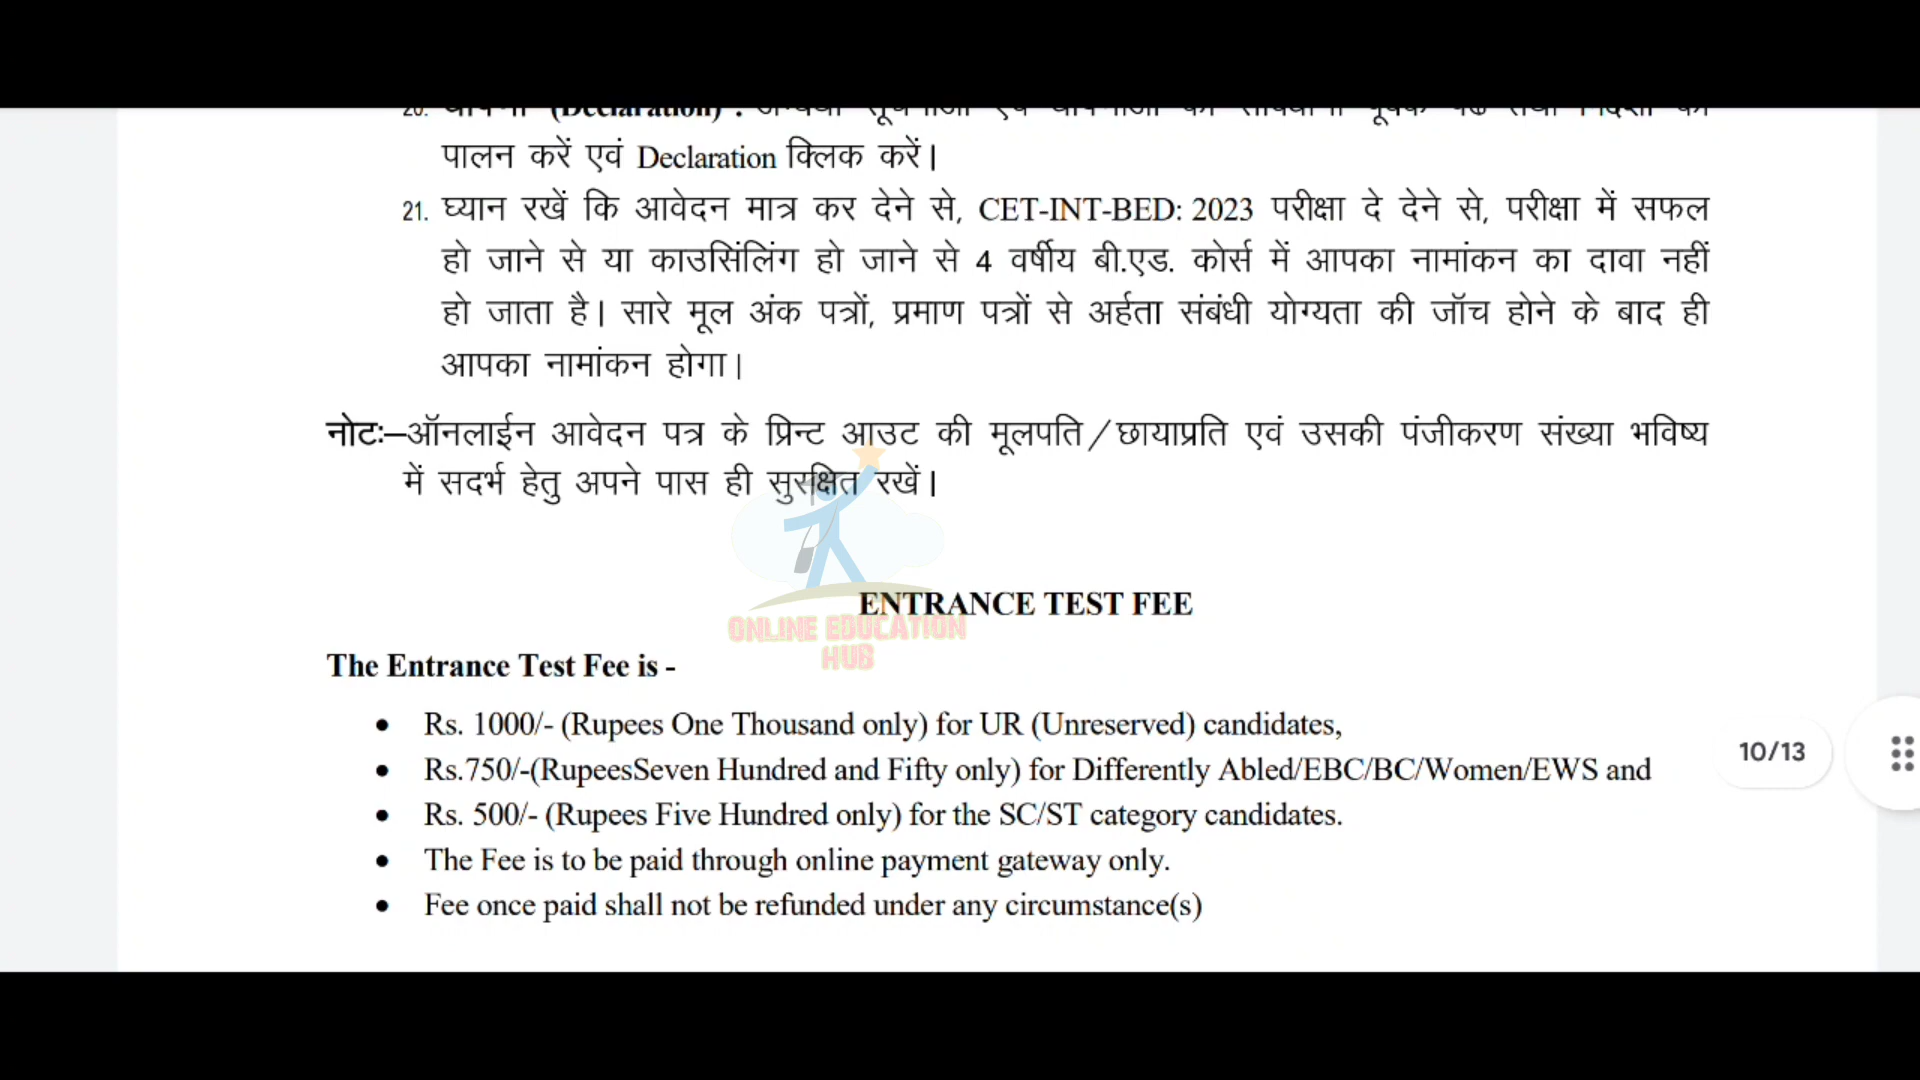 20. (Declaration) :
पालन करें एवं Declaration क्लिक करें।
21. घ्यान रखें कि आवेदन मात्र कर देने से, CET-INT-BED: 2023 परीक्षा दे देने से, परीक्षा में सफल
हो जाने से या काउसिंलिंग हो जाने से 4 वर्षीय बी.एड. कोर्स में आपका नामांकन का दावा नहीं
हो जाता है। सारे मूल अंक पत्रों, प्रमाण पत्रों से अर्हता संबंधी योग्यता की जॉच होने के बाद ही
आपका नामांकन होगा।
नोटः–ऑनलाईन आवेदन पत्र के प्रिन्ट आउट की मूलपति/छायाप्रति एवं उसकी पंजीकरण संख्या भविष्य
में सदर्भ हेतु अपने पास ही सुरक्षित रखें।
ENTRANCE TEST FEE
ONLINE EDUCATION
HUB
The Entrance Test Fee is -
• Rs. 1000/- (Rupees One Thousand only) for UR (Unreserved) candidates,
• Rs.750/-(RupeesSeven Hundred and Fifty only) for Differently Abled/EBC/BC/Women/EWS and
10/13
• Rs. 500/- (Rupees Five Hundred only) for the SC/ST category candidates.
• The Fee is to be paid through online payment gateway only.
• Fee once paid shall not be refunded under any circumstance(s)